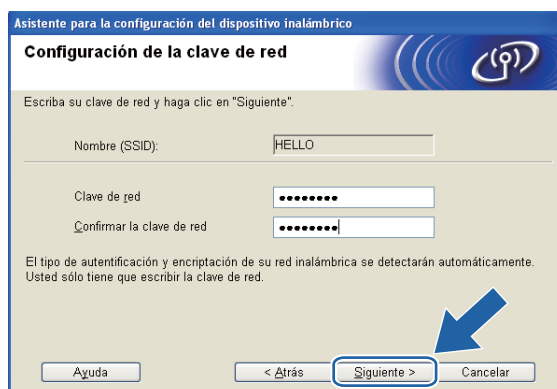 Asistente para la configuración del dispositivo inalámbrico
Configuración de la clave de red
Escriba su clave de red y haga clic en "Siguiente".
Nombre (SSID): HELLO
Clave de red ●●●●●●●●
Confirmar la clave de red ●●●●●●●●
El tipo de autentificación y encriptación de su red inalámbrica se detectarán automáticamente.
Usted sólo tiene que escribir la clave de red.
Ayuda < Atrás Siguiente > Cancelar